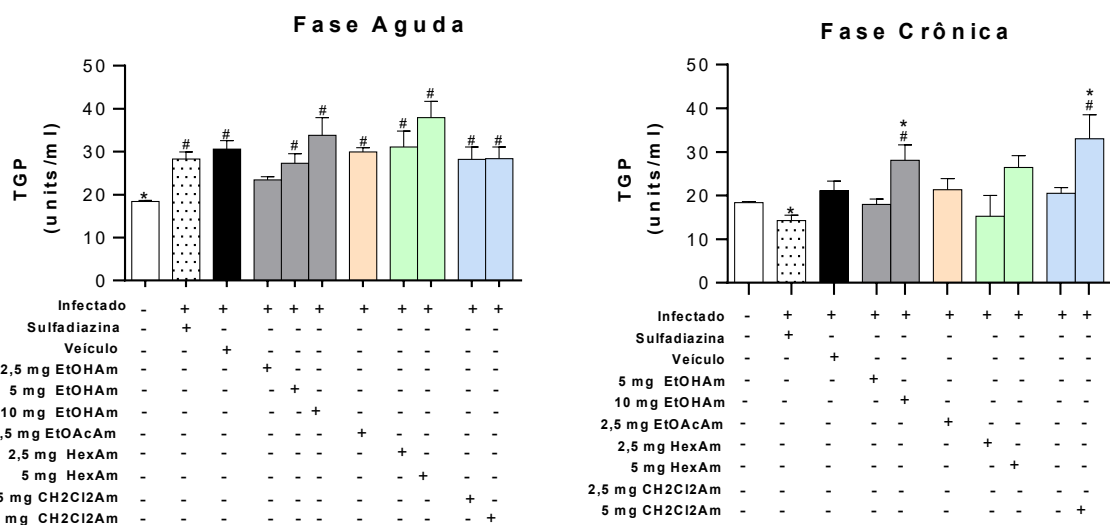 Fase Aguda
TGP
(units/ml)
50
40
30
20
10
0
* # # # # # # # # #
Infectado - + + + + + + + + + +
Sulfadiazina - + - - - - - - - - -
Veículo - - + - - - - - - - -
2,5 mg EtOHAm - - - + - - - - - - -
5 mg EtOHAm - - - - + - - - - - -
10 mg EtOHAm - - - - - + - - - - -
,5 mg EtOAcAm - - - - - - + - - - -
2,5 mg HexAm - - - - - - - + - - -
5 mg HexAm - - - - - - - - + - -
5 mg CH2Cl2Am - - - - - - - - - + -
mg CH2Cl2Am - - - - - - - - - - +
Fase Crônica
TGP
(units/ml)
50
40
30
20
10
0
* * *
# #
Infectado - + + + + + + + + +
Sulfadiazina - + - - - - - - - -
Veículo - - + - - - - - - -
5 mg EtOHAm - - - + - - - - - -
10 mg EtOHAm - - - - + - - - - -
2,5 mg EtOAcAm - - - - - + - - - -
2,5 mg HexAm - - - - - - + - - -
5 mg HexAm - - - - - - - + - -
2,5 mg CH2Cl2Am - - - - - - - - - -
5 mg CH2Cl2Am - - - - - - - - - +